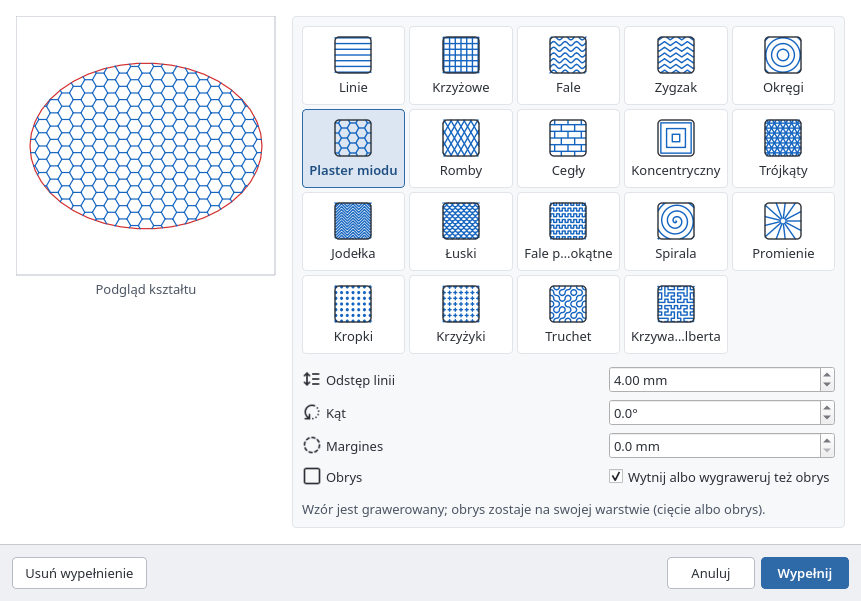 Linie
Krzyżowe
Fale
Zygzak
Okręgi
Plaster miodu
Romby
Cegły
Koncentryczny
Trójkąty
Jodełka
Łuski
Fale p...okątne
Spirala
Promienie
Kropki
Krzyżyki
Truchet
Krzywa...lberta
Podgląd kształtu
Odstęp linii
4.00 mm
Kąt
0.0°
Margines
0.0 mm
Obrys
Wytnij albo wygraweruj też obrys
Wzór jest grawerowany; obrys zostaje na swojej warstwie (cięcie albo obrys).
Usuń wypełnienie
Anuluj
Wypełnij